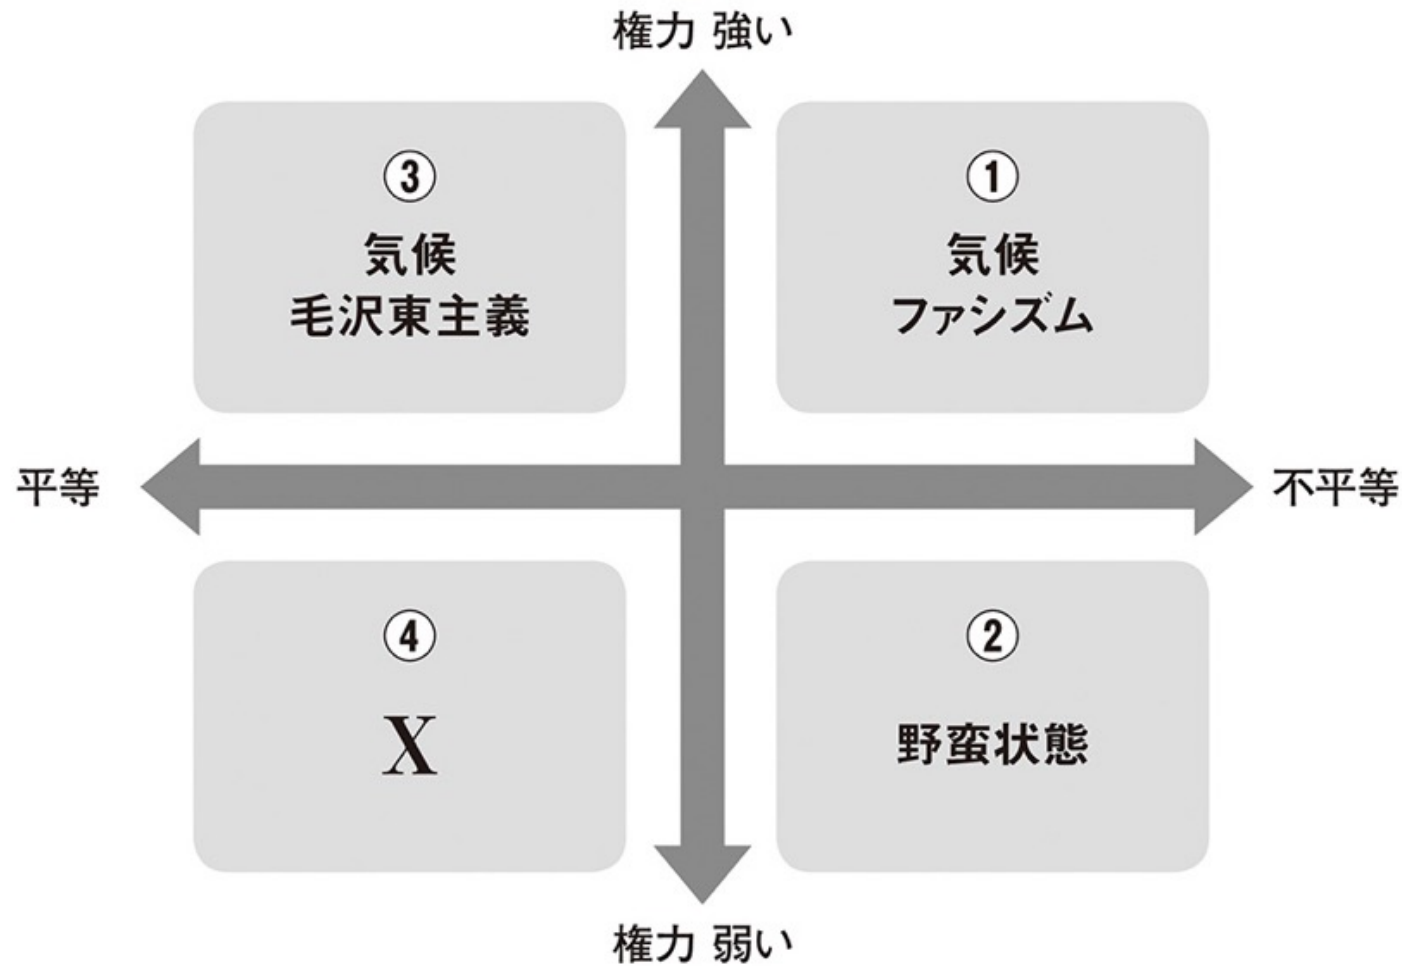 権力 強い
③
気候
毛沢東主義
①
気候
ファシズム
平等
不平等
④
X
②
野蛮状態
権力 弱い